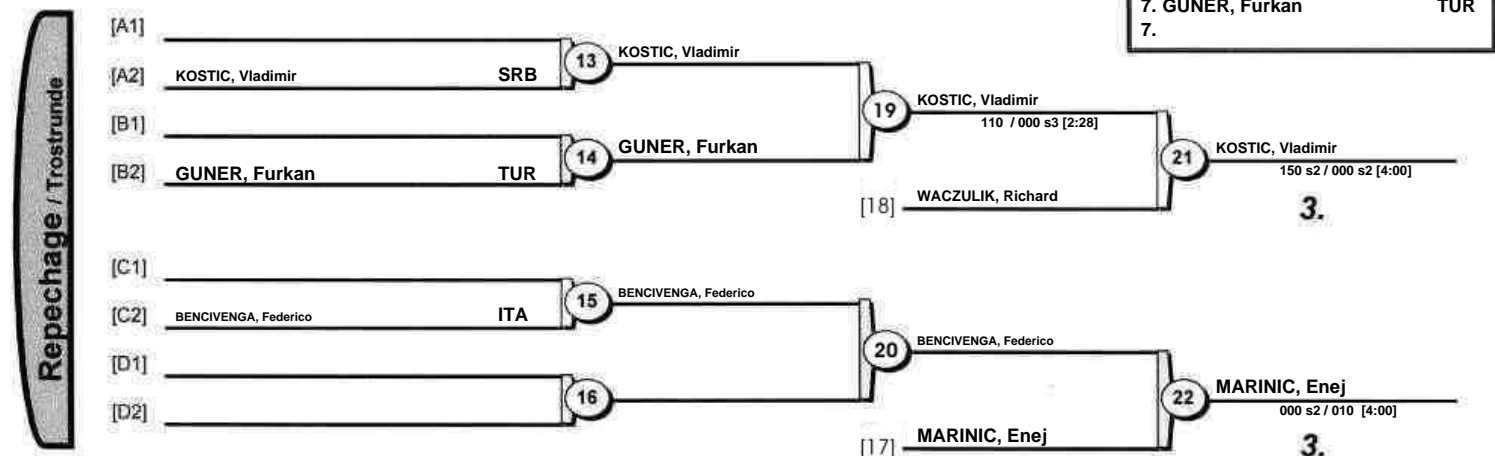 7. GUNER, Furkan TUR
7.
Repechage / Trostrunde
[A1]
[A2] KOSTIC, Vladimir SRB
13 KOSTIC, Vladimir
[B1]
[B2] GUNER, Furkan TUR
14 GUNER, Furkan
19 KOSTIC, Vladimir
110 / 000 s3 [2:28]
[18] WACZULIK, Richard
21 KOSTIC, Vladimir
150 s2 / 000 s2 [4:00]
3.
[C1]
[C2] BENCIVENGA, Federico ITA
15 BENCIVENGA, Federico
[D1]
[D2]
16
20 BENCIVENGA, Federico
[17] MARINIC, Enej
22 MARINIC, Enej
000 s2 / 010 [4:00]
3.